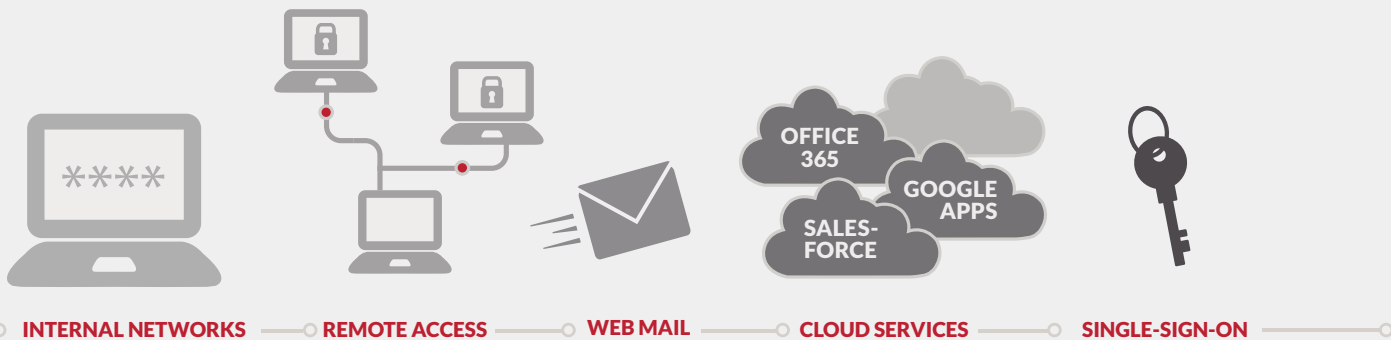 ****
OFFICE
365
GOOGLE
APPS
SALES-
FORCE
INTERNAL NETWORKS
REMOTE ACCESS
WEB MAIL
CLOUD SERVICES
SINGLE-SIGN-ON